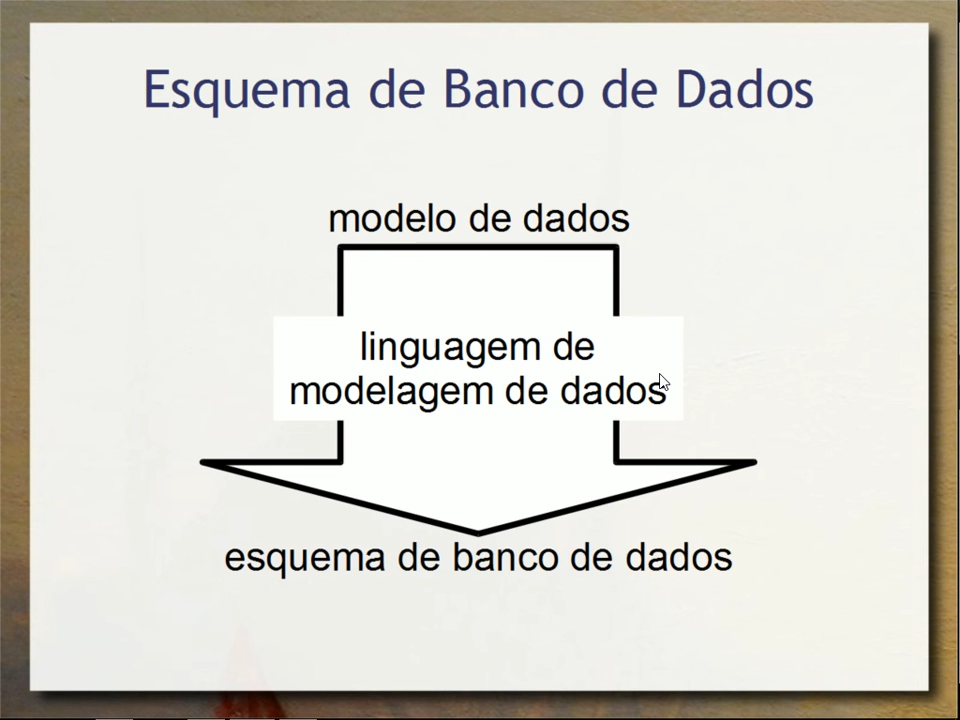 Esquema de Banco de Dados
modelo de dados
linguagem de
modelagem de dados
esquema de banco de dados